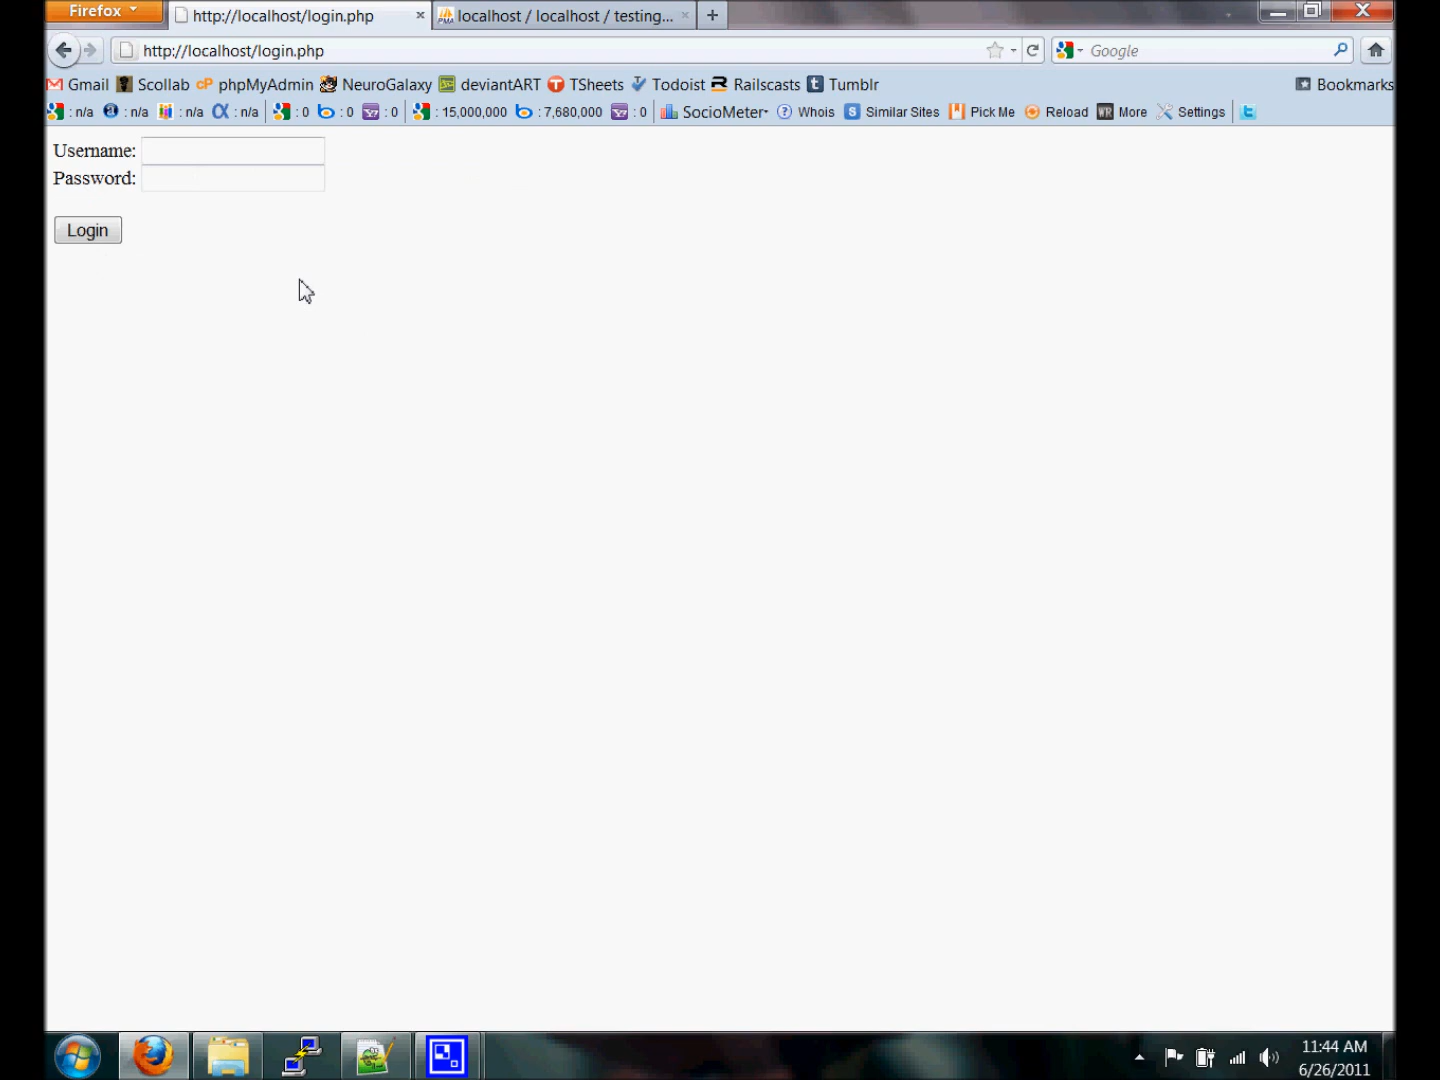 Firefox
http://localhost/login.php
localhost / localhost / testing...
http://localhost/login.php
Google
Gmail Scollab phpMyAdmin NeuroGalaxy deviantART TSheets Todoist Railscasts Tumblr Bookmarks
: n/a : n/a : n/a : n/a : 0 : 0 : 0 : 15,000,000 : 7,680,000 : 0 SocioMeter Whois Similar Sites Pick Me Reload More Settings
Username:
Password:
Login
11:44 AM
6/26/2011